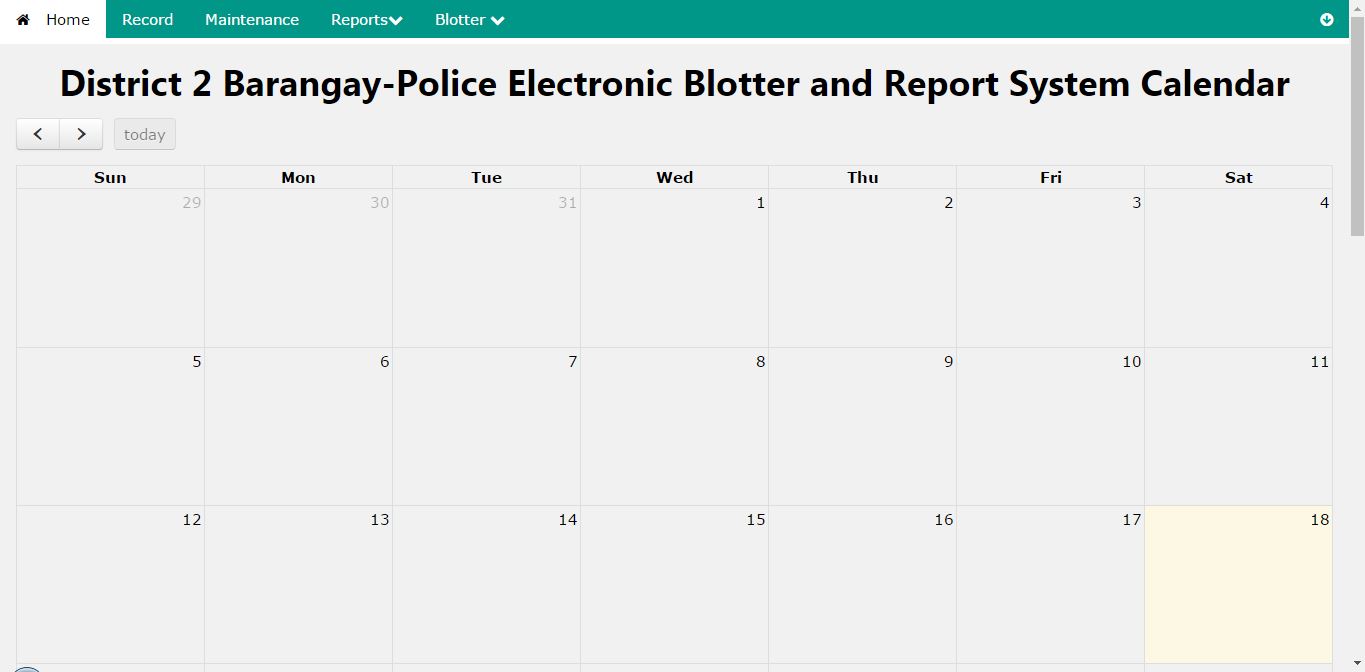 Home Record Maintenance Reports Blotter
District 2 Barangay-Police Electronic Blotter and Report System Calendar
today
Sun Mon Tue Wed Thu Fri Sat
29 30 31 1 2 3 4
5 6 7 8 9 10 11
12 13 14 15 16 17 18